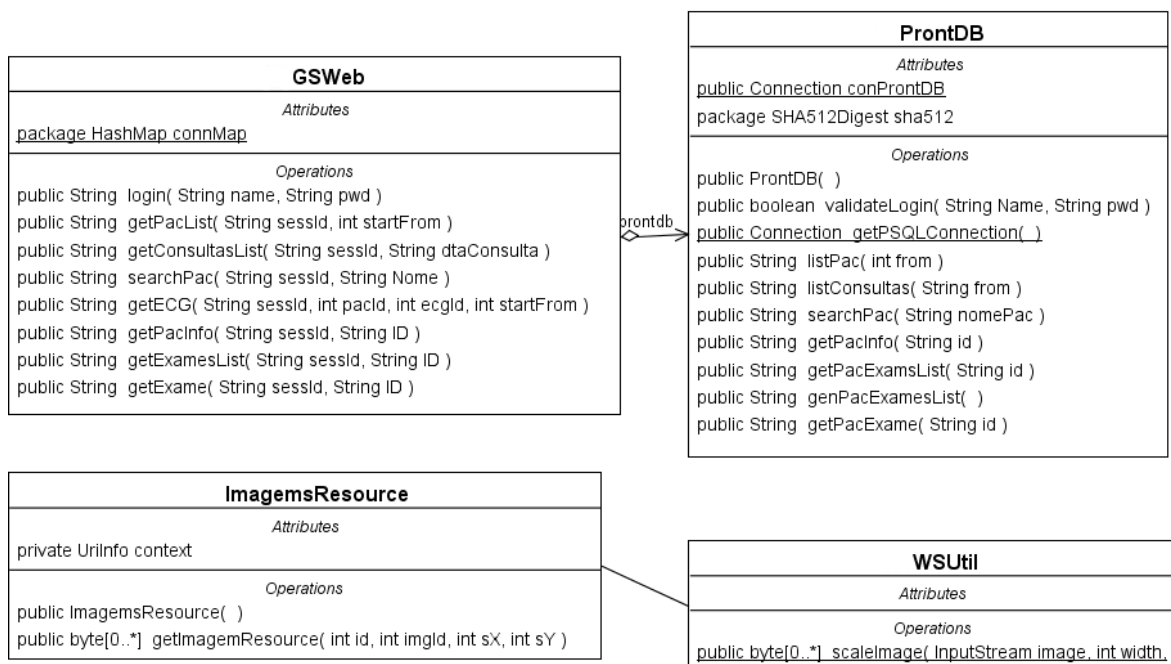 GSWeb
Attributes
package HashMap connMap
Operations
public String login( String name, String pwd )
public String getPacList( String sessId, int startFrom )
public String getConsultasList( String sessId, String dtaConsulta )
public String searchPac( String sessId, String Nome )
public String getECG( String sessId, int pacId, int ecgId, int startFrom )
public String getPacInfo( String sessId, String ID )
public String getExamesList( String sessId, String ID )
public String getExame( String sessId, String ID )
prontdb
ProntDB
Attributes
public Connection conProntDB
package SHA512Digest sha512
Operations
public ProntDB( )
public boolean validateLogin( String Name, String pwd )
public Connection getPSQLConnection( )
public String listPac( int from )
public String listConsultas( String from )
public String searchPac( String nomePac )
public String getPacInfo( String id )
public String getPacExamsList( String id )
public String genPacExamesList( )
public String getPacExame( String id )
ImagemsResource
Attributes
private UriInfo context
Operations
public ImagemsResource( )
public byte[0..*] getImagemResource( int id, int imgId, int sX, int sY )
WSUtil
Attributes
Operations
public byte[0..*] scaleImage( InputStream image, int width,